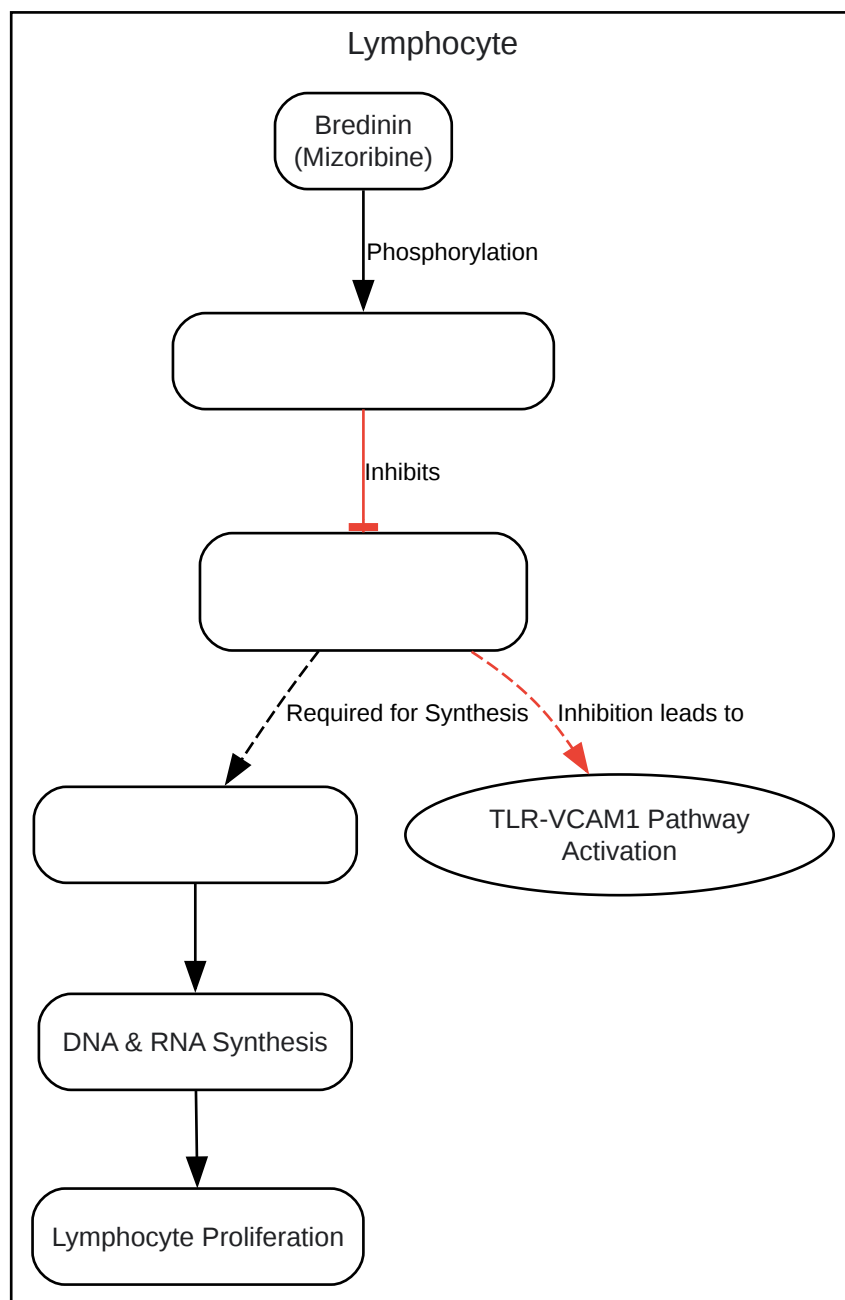 Lymphocyte
Bredinin
(Mizoribine)
Phosphorylation
Inhibits
Required for Synthesis
Inhibition leads to
TLR-VCAM1 Pathway
Activation
DNA & RNA Synthesis
Lymphocyte Proliferation